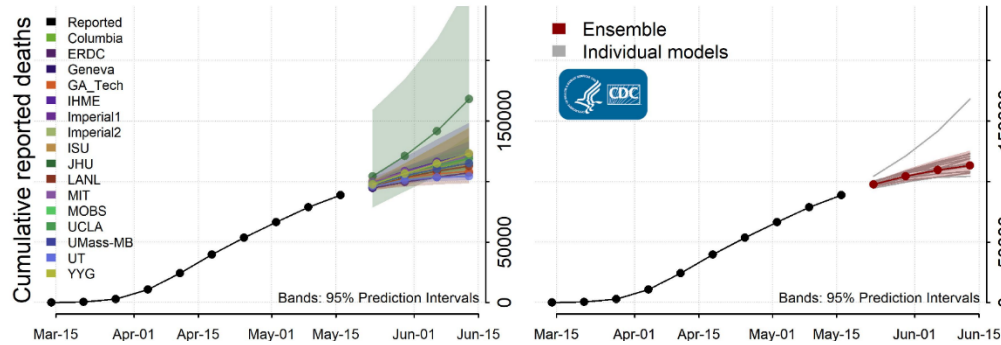 Cumulative reported deaths
Reported
Columbia
ERDC
Geneva
GA_Tech
IHME
Imperial1
Imperial2
ISU
JHU
LANL
MIT
MOBS
UCLA
UMass-MB
UT
YYG
Bands: 95% Prediction Intervals
0
50000
100000
150000
Mar-15
Apr-01
Apr-15
May-01
May-15
Jun-01
Jun-15
Ensemble
Individual models
CDC
Bands: 95% Prediction Intervals
Mar-15
Apr-01
Apr-15
May-01
May-15
Jun-01
Jun-15